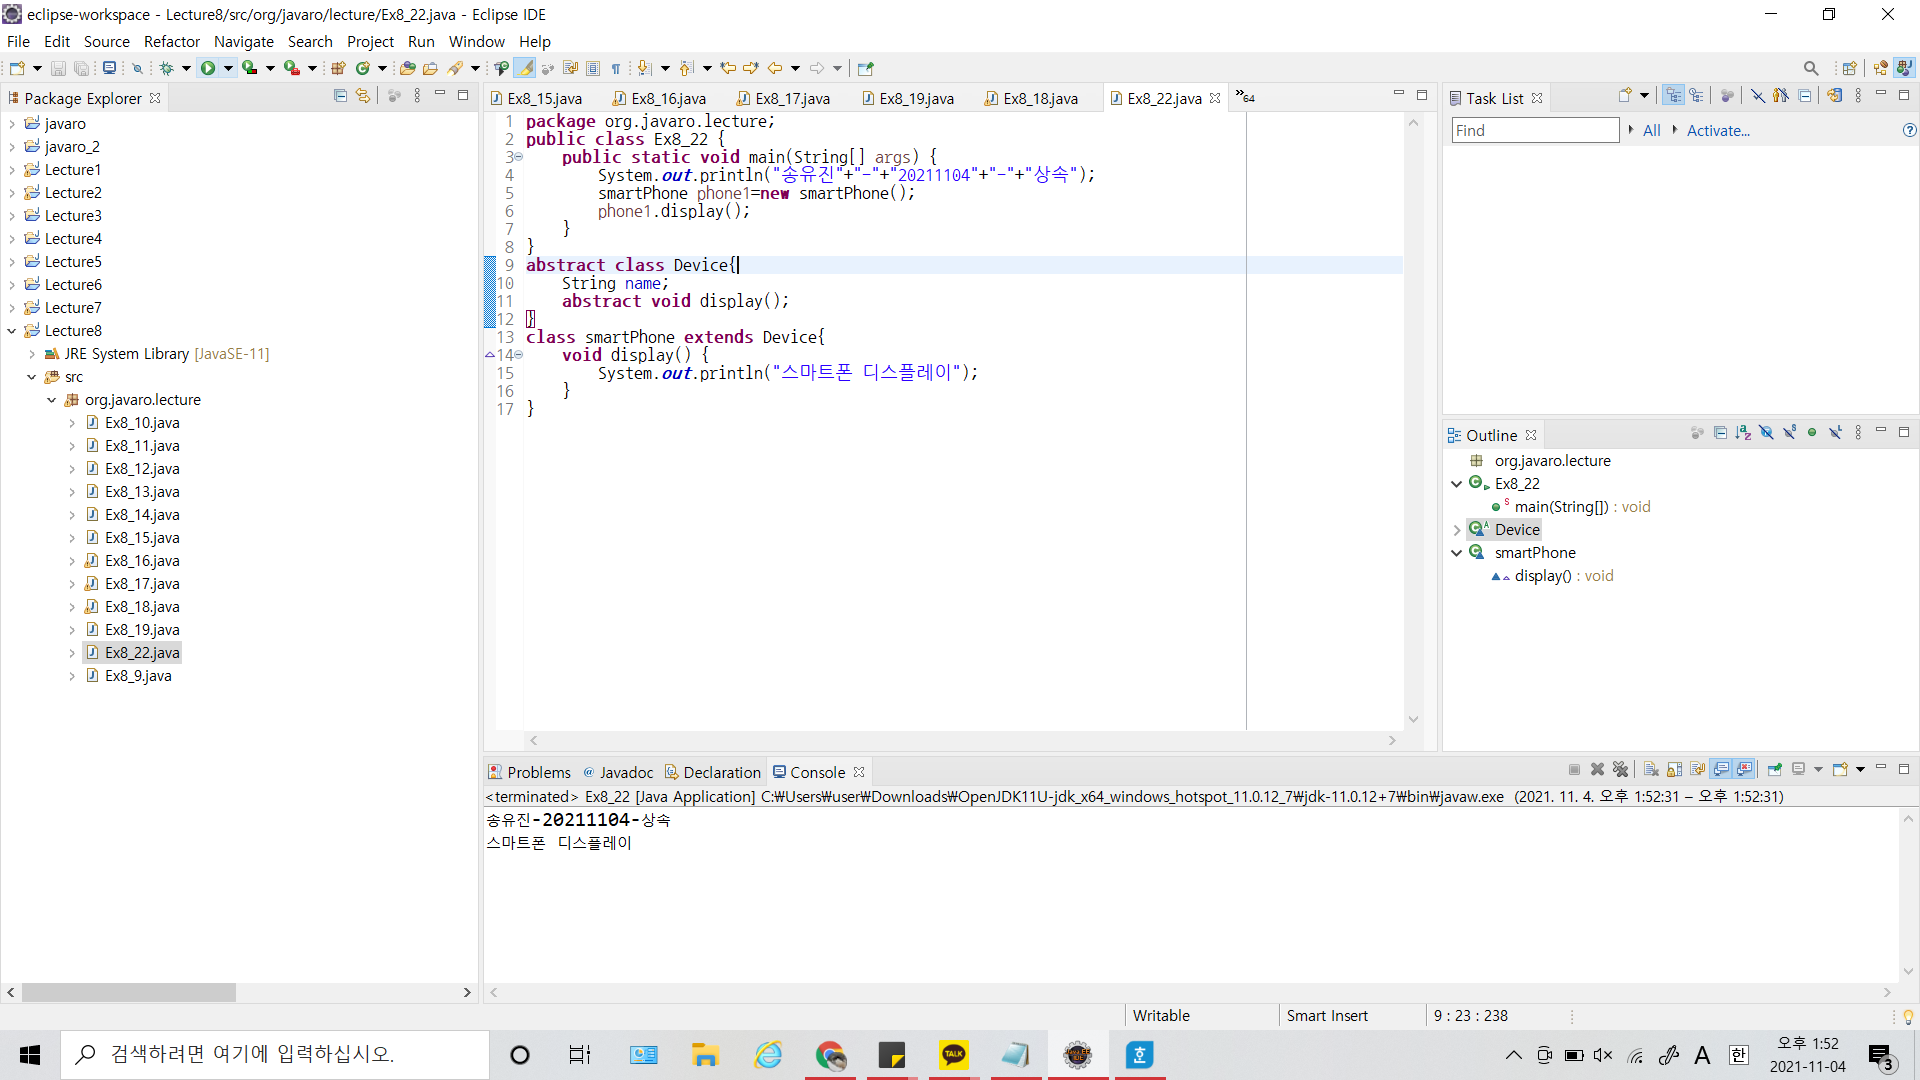 eclipse-workspace - Lecture8/src/org/javaro/lecture/Ex8_22.java - Eclipse IDE
File Edit Source Refactor Navigate Search Project Run Window Help
Package Explorer
javaro
javaro_2
Lecture1
Lecture2
Lecture3
Lecture4
Lecture5
Lecture6
Lecture7
Lecture8
JRE System Library [JavaSE-11]
src
org.javaro.lecture
Ex8_10.java
Ex8_11.java
Ex8_12.java
Ex8_13.java
Ex8_14.java
Ex8_15.java
Ex8_16.java
Ex8_17.java
Ex8_18.java
Ex8_19.java
Ex8_22.java
Ex8_9.java
Ex8_15.java Ex8_16.java Ex8_17.java Ex8_19.java Ex8_18.java Ex8_22.java »64
1 package org.javaro.lecture;
2 public class Ex8_22 {
3 public static void main(String[] args) {
4 System.out.println("송유진"+"-"+"20211104"+"-"+"상속");
5 smartPhone phone1=new smartPhone();
6 phone1.display();
7 }
8 }
9 abstract class Device{
10 String name;
11 abstract void display();
12 }
13 class smartPhone extends Device{
14 void display() {
15 System.out.println("스마트폰 디스플레이");
16 }
17 }
Task List
Find All Activate...
Outline
org.javaro.lecture
Ex8_22
main(String[]) : void
Device
smartPhone
display() : void
Problems @ Javadoc Declaration Console
<terminated> Ex8_22 [Java Application] C:₩Users₩user₩Downloads₩OpenJDK11U-jdk_x64_windows_hotspot_11.0.12_7₩jdk-11.0.12+7₩bin₩javaw.exe (2021. 11. 4. 오후 1:52:31 – 오후 1:52:31)
송유진-20211104-상속
스마트폰 디스플레이
Writable Smart Insert 9 : 23 : 238
검색하려면 여기에 입력하십시오.
TALK
A 한 오후 1:52
2021-11-04
3